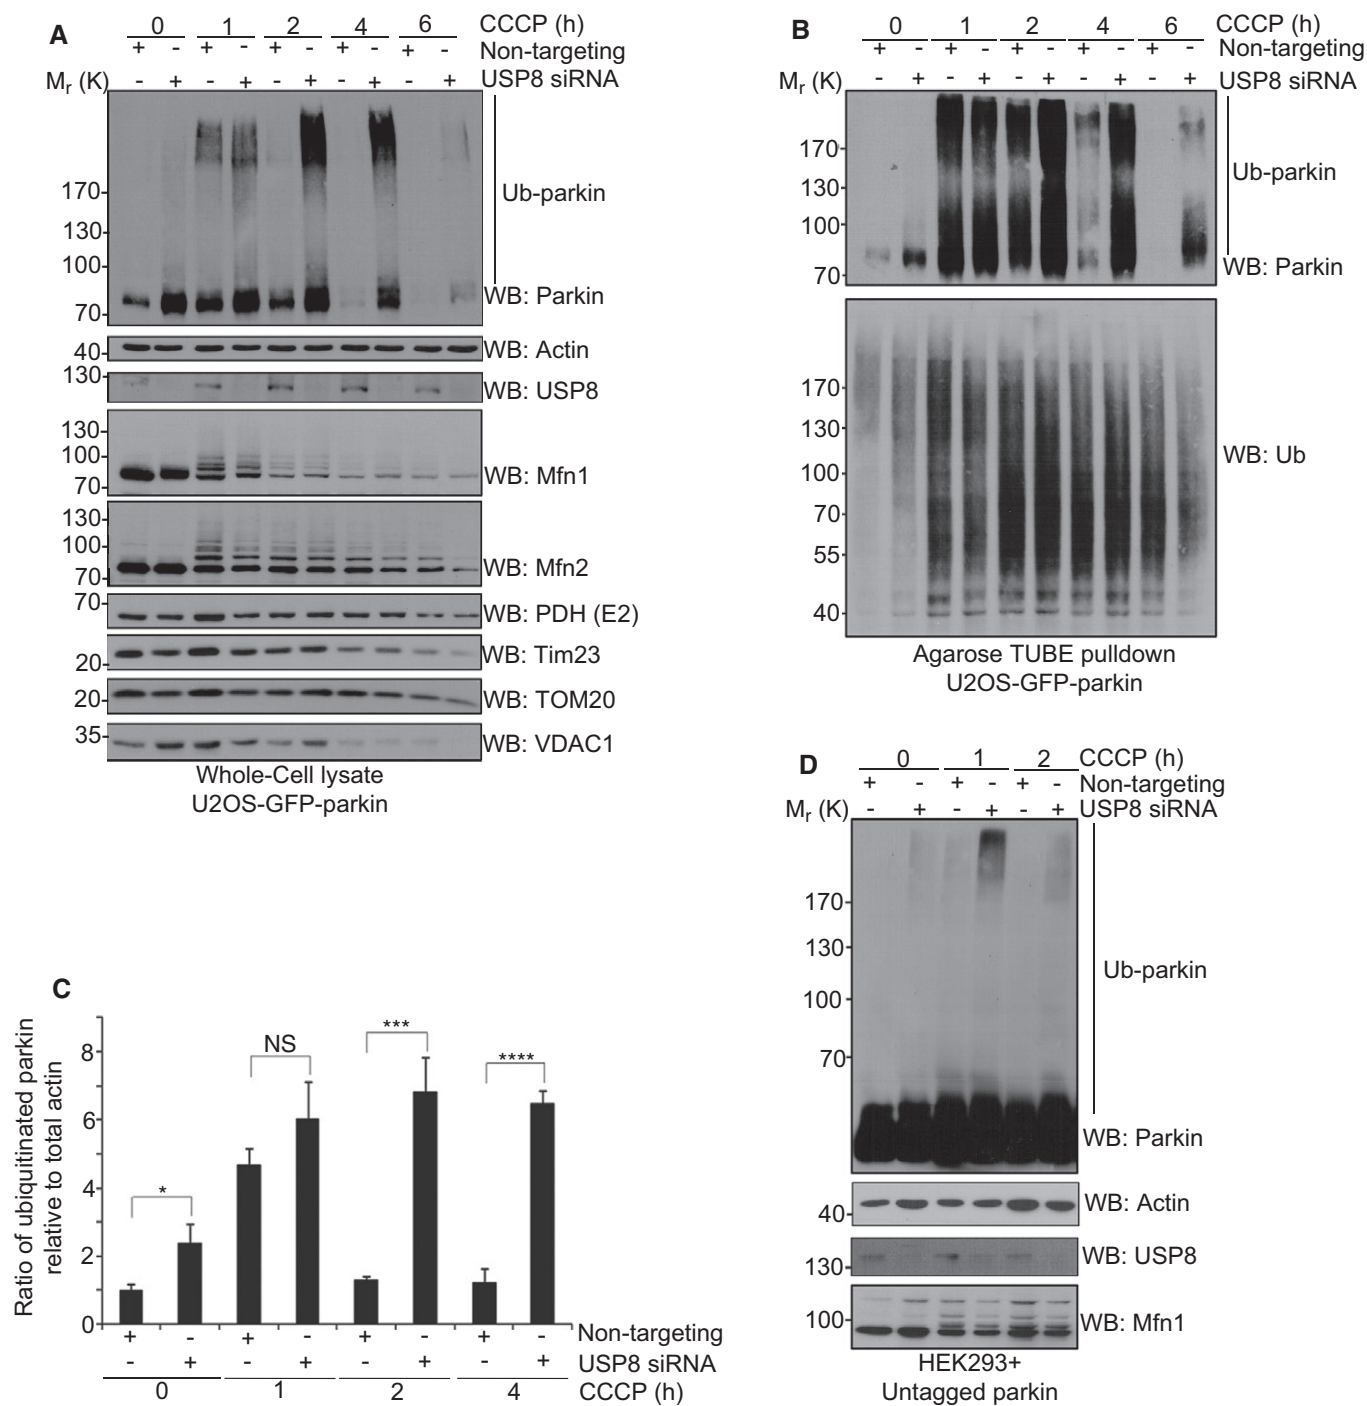 A
0 1 2 4 6 CCCP (h)
+ - + - + - + - + - Non-targeting
Mr (K) - + - + - + - + - + USP8 siRNA
170
130
100
70
Ub-parkin
WB: Parkin
40 WB: Actin
130 WB: USP8
130
100
70
WB: Mfn1
130
100
70
WB: Mfn2
70 WB: PDH (E2)
20 WB: Tim23
20 WB: TOM20
35 WB: VDAC1
Whole-Cell lysate
U2OS-GFP-parkin
B
0 1 2 4 6 CCCP (h)
+ - + - + - + - + - Non-targeting
Mr (K) - + - + - + - + - + USP8 siRNA
170
130
100
70
Ub-parkin
WB: Parkin
170
130
100
70
55
40
WB: Ub
Agarose TUBE pulldown
U2OS-GFP-parkin
C
Ratio of ubiquitinated parkin
relative to total actin
8
6
4
2
0
* NS *** ****
+ - + - + - + - Non-targeting
- + - + - + - + USP8 siRNA
0 1 2 4 CCCP (h)
D
0 1 2 CCCP (h)
+ - + - + - Non-targeting
Mr (K) - + - + - + USP8 siRNA
170
130
100
70
Ub-parkin
WB: Parkin
40 WB: Actin
130 WB: USP8
100 WB: Mfn1
HEK293+
Untagged parkin